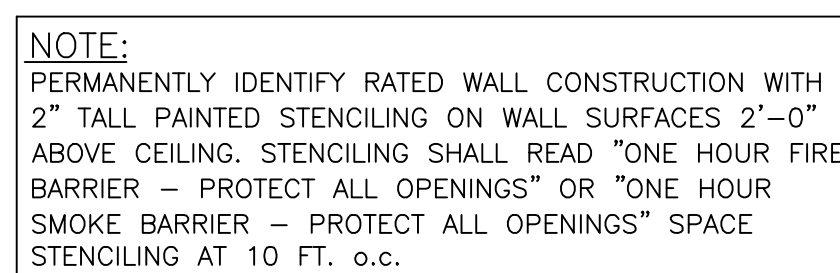 NOTE:
PERMANENTLY IDENTIFY RATED WALL CONSTRUCTION WITH
2" TALL PAINTED STENCILING ON WALL SURFACES 2'-0"
ABOVE CEILING. STENCILING SHALL READ "ONE HOUR FIRE
BARRIER – PROTECT ALL OPENINGS" OR "ONE HOUR
SMOKE BARRIER – PROTECT ALL OPENINGS" SPACE
STENCILING AT 10 FT. o.c.